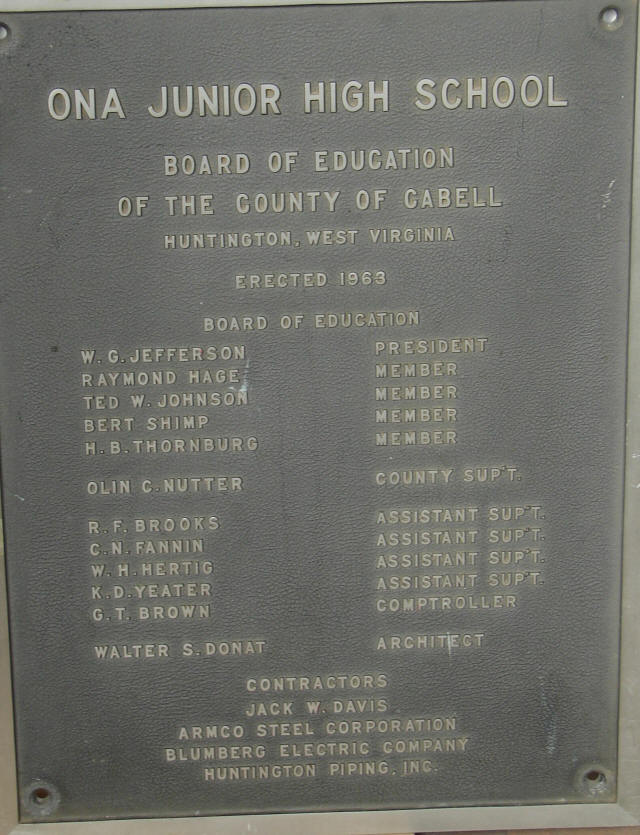 ONA JUNIOR HIGH SCHOOL
BOARD OF EDUCATION
OF THE COUNTY OF CABELL
HUNTINGTON, WEST VIRGINIA
ERECTED 1963
BOARD OF EDUCATION
W. G. JEFFERSON PRESIDENT
RAYMOND HAGE MEMBER
TED W. JOHNSON MEMBER
BERT SHIMP MEMBER
H. B. THORNBURG MEMBER
OLIN C. NUTTER COUNTY SUP'T.
R. F. BROOKS ASSISTANT SUP'T.
C. N. FANNIN ASSISTANT SUP'T.
W. H. HERTIG ASSISTANT SUP'T.
K. D. YEATER ASSISTANT SUP'T.
G. T. BROWN COMPTROLLER
WALTER S. DONAT ARCHITECT
CONTRACTORS
JACK W. DAVIS
ARMCO STEEL CORPORATION
BLUMBERG ELECTRIC COMPANY
HUNTINGTON PIPING, INC.